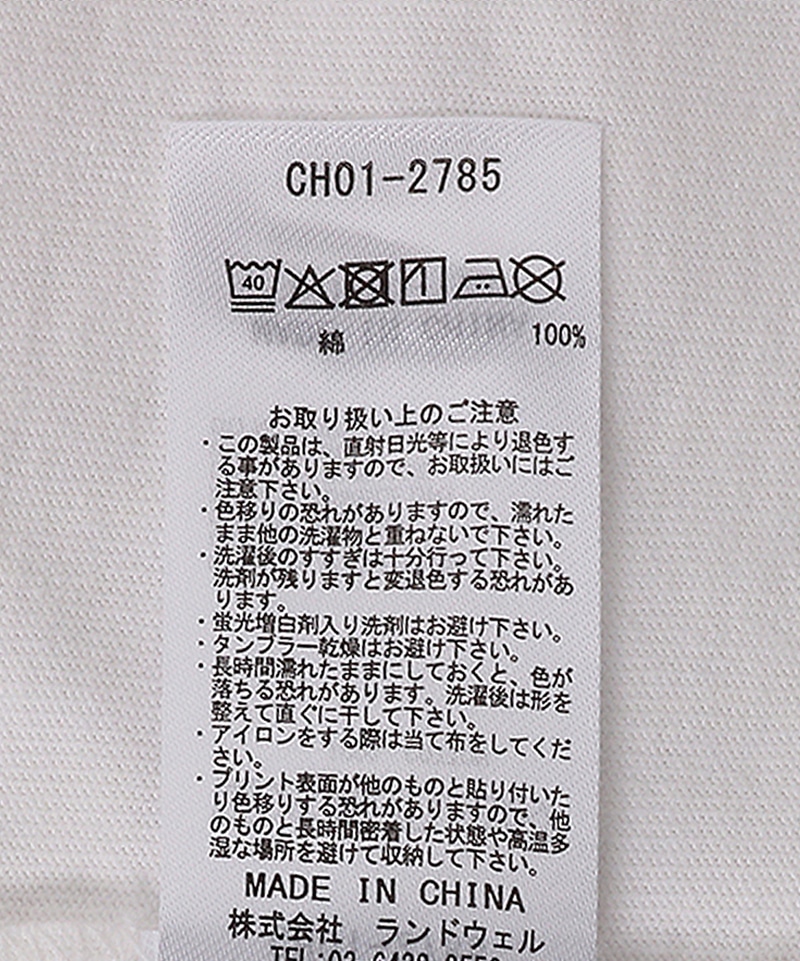 CH01-2785
40
綿 100%
お取り扱い上のご注意
・この製品は、直射日光等により退色す
る事がありますので、お取扱いにはご
注意下さい。
・色移りの恐れがありますので、濡れた
まま他の洗濯物と重ねないで下さい。
・洗濯後のすすぎは十分行って下さい。
洗剤が残りますと変退色する恐れがあ
ります。
・蛍光増白剤入り洗剤はお避け下さい。
・タンブラー乾燥はお避け下さい。
・長時間濡れたままにしておくと、色が
落ちる恐れがあります。洗濯後は形を
整えて直ぐに干して下さい。
・アイロンをする際は当て布をしてくだ
さい。
・プリント表面が他のものと貼り付いた
り色移りする恐れがありますので、他
のものと長時間密着した状態や高温多
湿な場所を避けて収納して下さい。
MADE IN CHINA
株式会社 ランドウェル
TEL:03